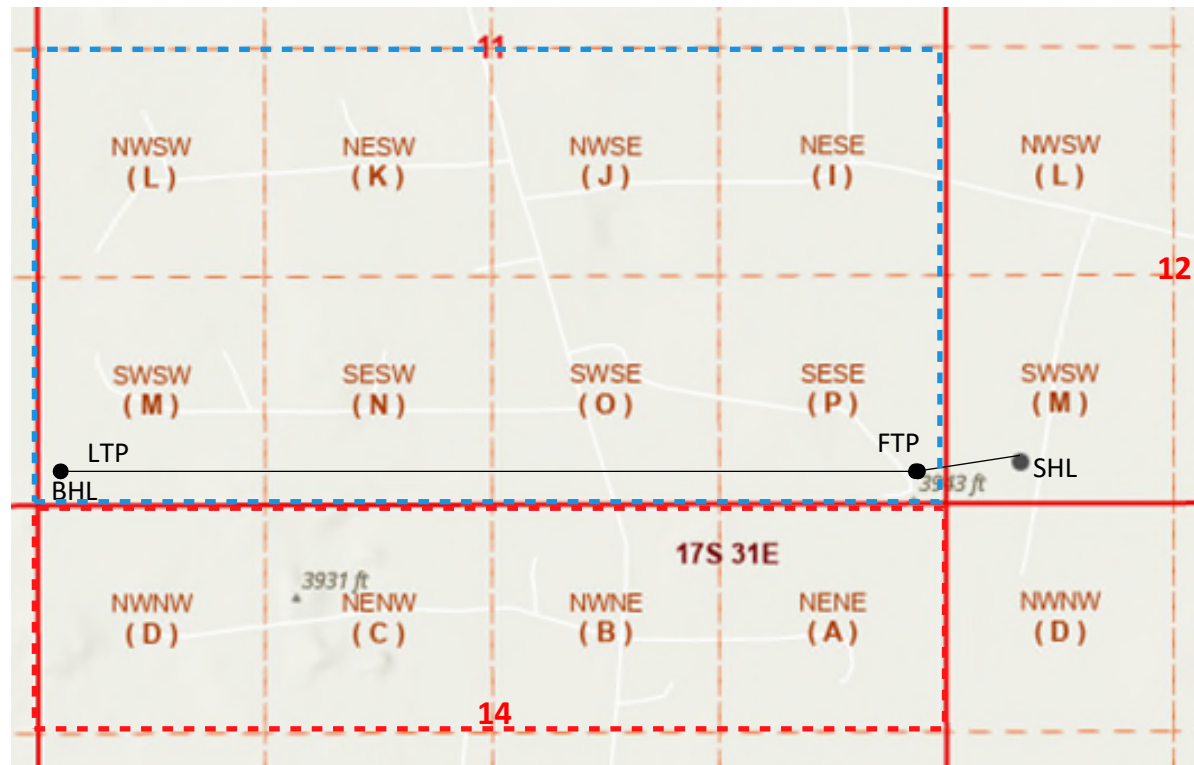 11
NWSW
(L)
NESW
(K)
NWSE
(J)
NESE
(I)
NWSW
(L)
12
SWSW
(M)
SESW
(N)
SWSE
(O)
SESE
(P)
SWSW
(M)
LTP
FTP
BHL
SHL
3943 ft
17S 31E
3931 ft
NWNW
(D)
NENW
(C)
NWNE
(B)
NENE
(A)
NWNW
(D)
14